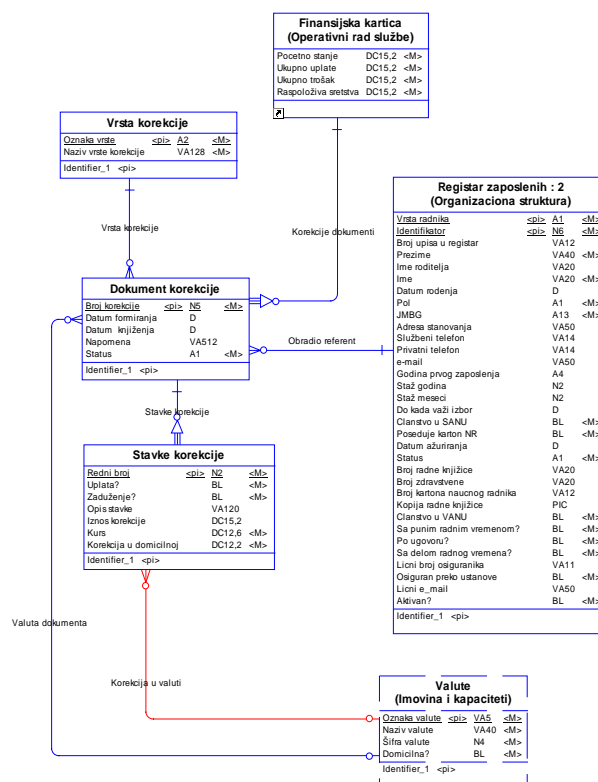 Finansijska kartica
(Operativni rad službe)
Pocetno stanje DC15,2 <M>
Ukupno uplate DC15,2 <M>
Ukupno trošak DC15,2 <M>
Raspoloživa sretstva DC15,2 <M>
Vrsta korekcije
Oznaka vrste <pi> A2 <M>
Naziv vrste korekcije VA128 <M>
Identifier_1 <pi>
Registar zaposlenih : 2
(Organizaciona struktura)
Vrsta radnika <pi> A1 <M>
Identifikator <pi> N6 <M>
Broj upisa u registar VA12
Prezime VA40 <M>
Ime roditelja VA20
Ime VA20 <M>
Datum rodenja D
Pol A1 <M>
JMBG A13 <M>
Adresa stanovanja VA50
Službeni telefon VA14
Privatni telefon VA14
e-mail VA50
Godina prvog zaposlenja A4
Staž godina N2
Staž meseci N2
Do kada važi izbor D
Clanstvo u SANU BL <M>
Poseduje karton NR BL <M>
Datum ažuriranja D
Status A1 <M>
Broj radne knjižice VA20
Broj zdravstvene VA20
Broj kartona naucnog radnika VA12
Kopija radne knjižice PIC
Clanstvo u VANU BL <M>
Sa punim radnim vremenom? BL <M>
Po ugovoru? BL <M>
Sa delom radnog vremena? BL <M>
Licni broj osiguranika VA11
Osiguran preko ustanove BL <M>
Licni e_mail VA50
Aktivan? BL <M>
Identifier_1 <pi>
Vrsta korekcije
Korekcije dokumenti
Dokument korekcije
Broj korekcije <pi> N5 <M>
Datum formiranja D
Datum knjiženja D
Napomena VA512
Status A1 <M>
Identifier_1 <pi>
Obradio referent
Stavke korekcije
Stavke korekcije
Redni broj <pi> N2 <M>
Uplata? BL <M>
Zaduženje? BL <M>
Opis stavke VA120
Iznos korekcije DC15,2
Kurs DC12,6 <M>
Korekcija u domicilnoj DC12,2 <M>
Identifier_1 <pi>
Valuta dokumenta
Korekcija u valuti
Valute
(Imovina i kapaciteti)
Oznaka valute <pi> VA5 <M>
Naziv valute VA40 <M>
Šifra valute N4 <M>
Domicilna? BL <M>
Identifier_1 <pi>